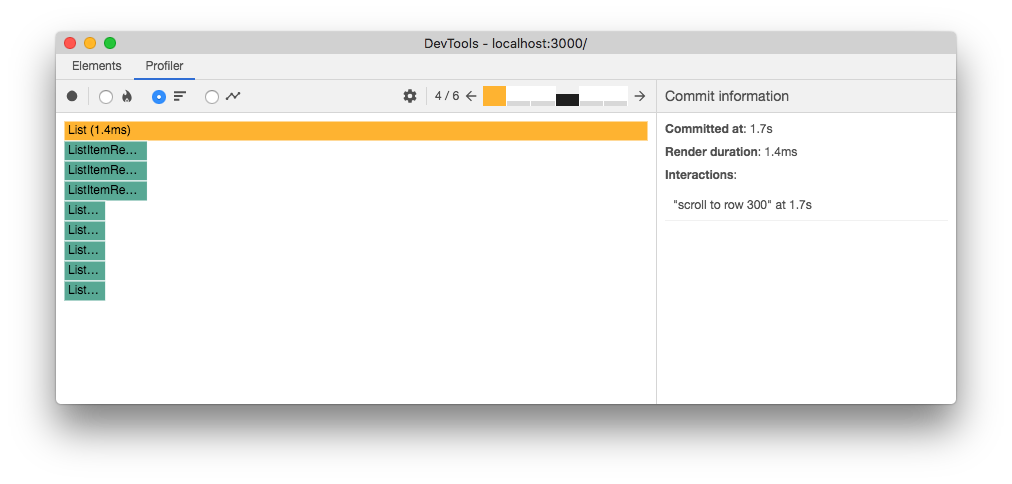 DevTools - localhost:3000/
Elements Profiler
4 / 6
Commit information
List (1.4ms)
ListItemRe...
ListItemRe...
ListItemRe...
List...
List...
List...
List...
List...
Committed at: 1.7s
Render duration: 1.4ms
Interactions:
"scroll to row 300" at 1.7s